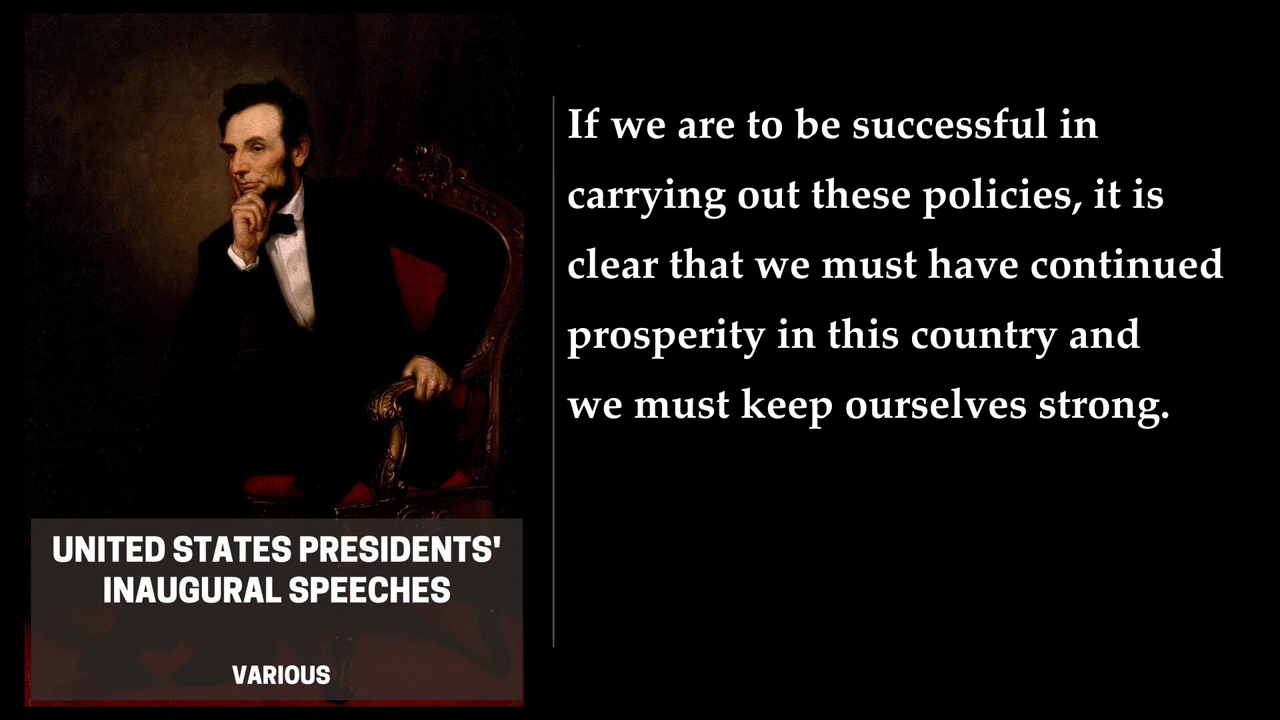 If we are to be successful in
carrying out these policies, it is
clear that we must have continued
prosperity in this country and
we must keep ourselves strong.
UNITED STATES PRESIDENTS'
INAUGURAL SPEECHES
VARIOUS